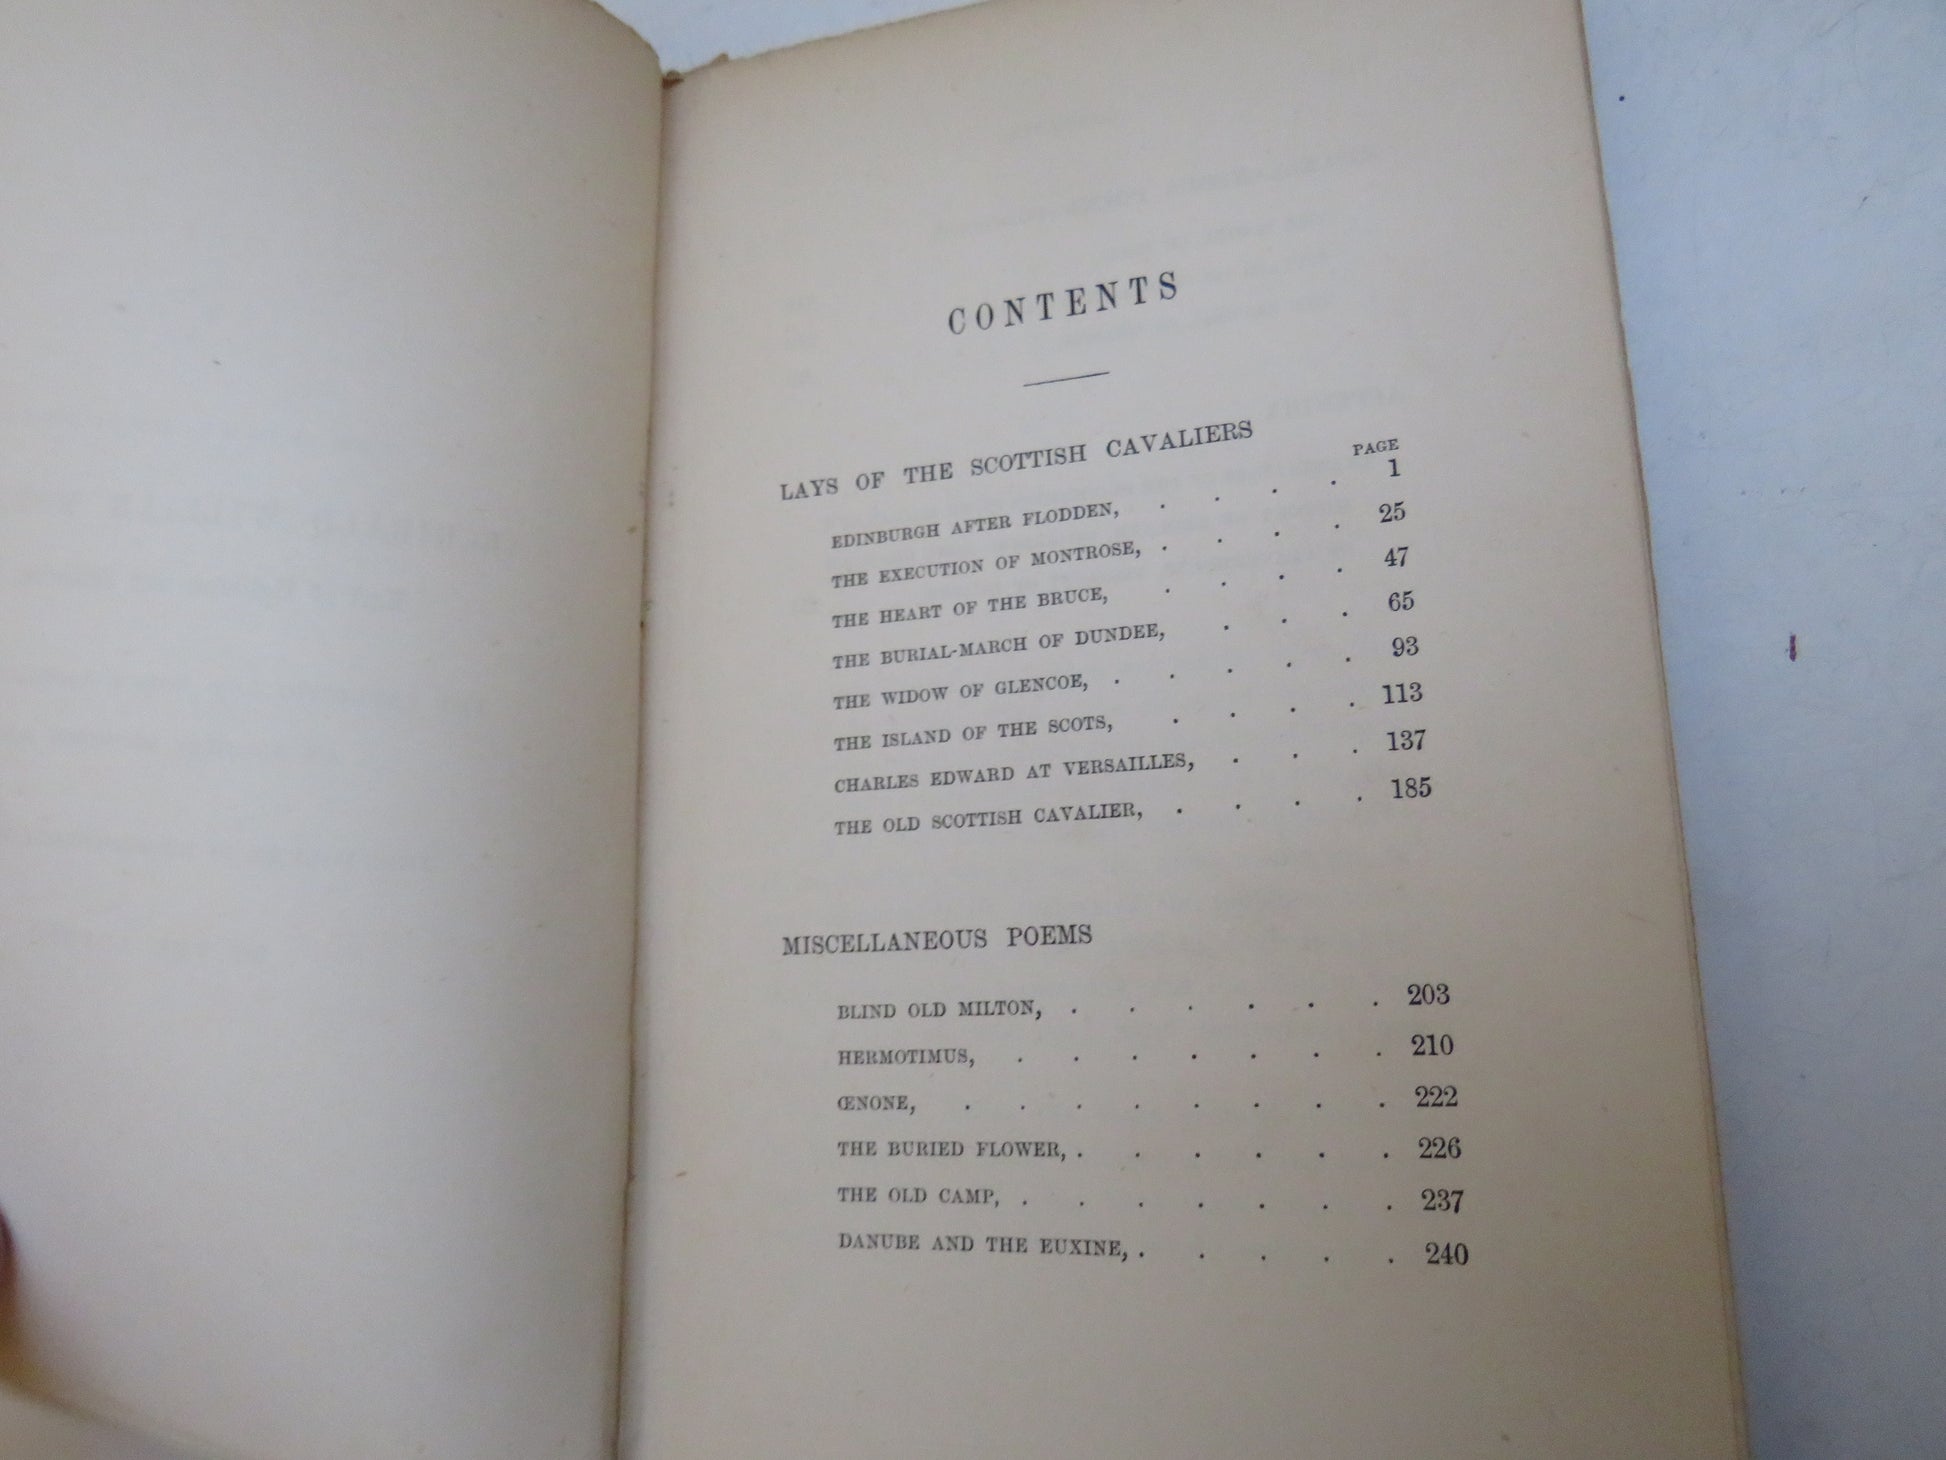 CONTENTS
LAYS OF THE SCOTTISH CAVALIERS
PAGE
EDINBURGH AFTER FLODDEN, . . . . 1
THE EXECUTION OF MONTROSE, . . . . 25
THE HEART OF THE BRUCE, . . . . 47
THE BURIAL-MARCH OF DUNDEE, . . . 65
THE WIDOW OF GLENCOE, . . . . . 93
THE ISLAND OF THE SCOTS, . . . . 113
CHARLES EDWARD AT VERSAILLES, . . . 137
THE OLD SCOTTISH CAVALIER, . . . . 185
MISCELLANEOUS POEMS
BLIND OLD MILTON, . . . . . . 203
HERMOTIMUS, . . . . . . . 210
ŒNONE, . . . . . . . . 222
THE BURIED FLOWER, . . . . . . 226
THE OLD CAMP, . . . . . . . 237
DANUBE AND THE EUXINE, . . . . . 240